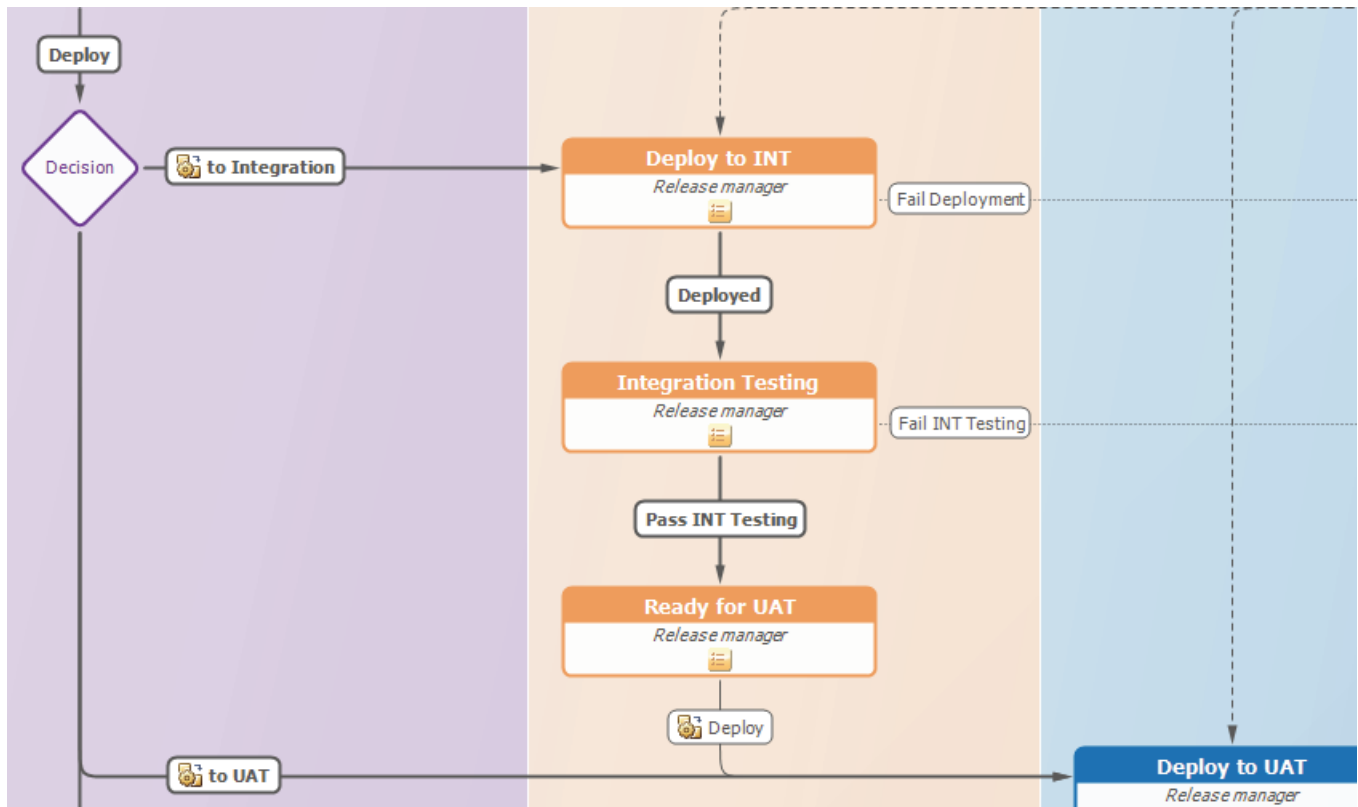 Deploy
Decision
to Integration
Deploy to INT
Release manager
Fail Deployment
Deployed
Integration Testing
Release manager
Fail INT Testing
Pass INT Testing
Ready for UAT
Release manager
Deploy
to UAT
Deploy to UAT
Release manager